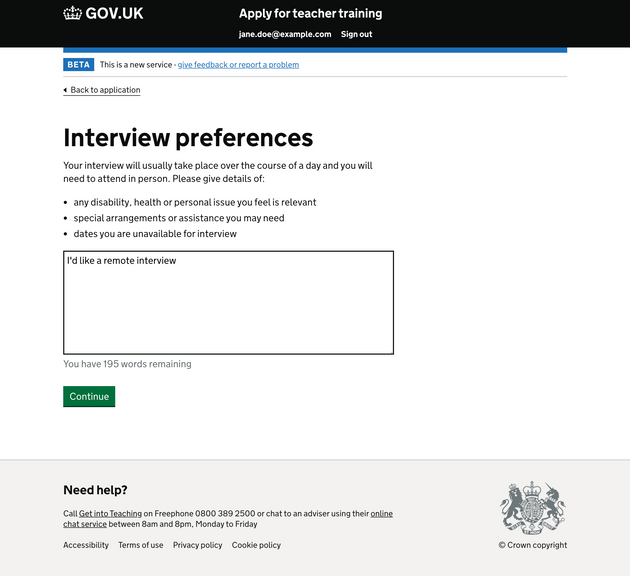 GOV.UK
Apply for teacher training
jane.doe@example.com Sign out
BETA This is a new service - give feedback or report a problem
Back to application
Interview preferences
Your interview will usually take place over the course of a day and you will
need to attend in person. Please give details of:
• any disability, health or personal issue you feel is relevant
• special arrangements or assistance you may need
• dates you are unavailable for interview
I'd like a remote interview
You have 195 words remaining
Continue
Need help?
Call Get into Teaching on Freephone 0800 389 2500 or chat to an adviser using their online
chat service between 8am and 8pm, Monday to Friday
Accessibility Terms of use Privacy policy Cookie policy
© Crown copyright